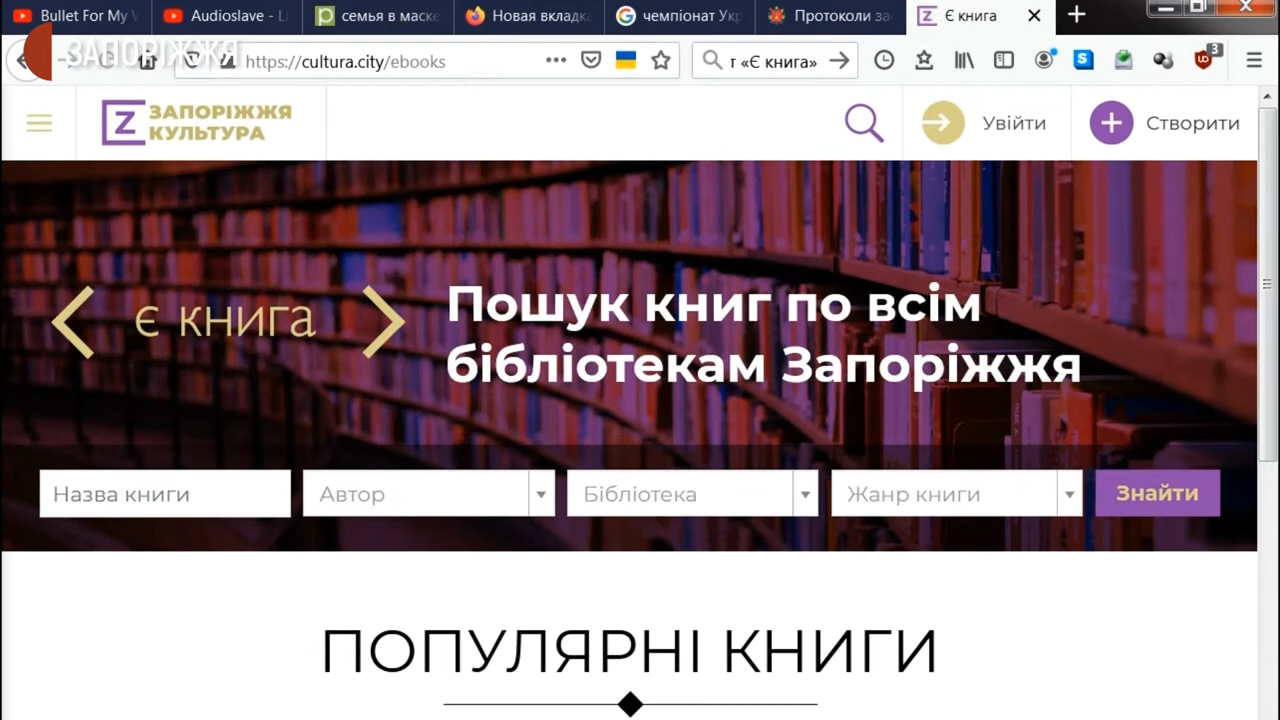 Bullet For My V
Audioslave - Li
семья в маске
Новая вкладка
чемпіонат Укр
Протоколи за
Є книга
ЗАПОРІЖЖЯ
https://cultura.city/ebooks
т «Є книга»
3
Z ЗАПОРІЖЖЯ
КУЛЬТУРА
Увійти
Створити
є книга
Пошук книг по всім
бібліотекам Запоріжжя
Назва книги
Автор
Бібліотека
Жанр книги
Знайти
ПОПУЛЯРНІ КНИГИ